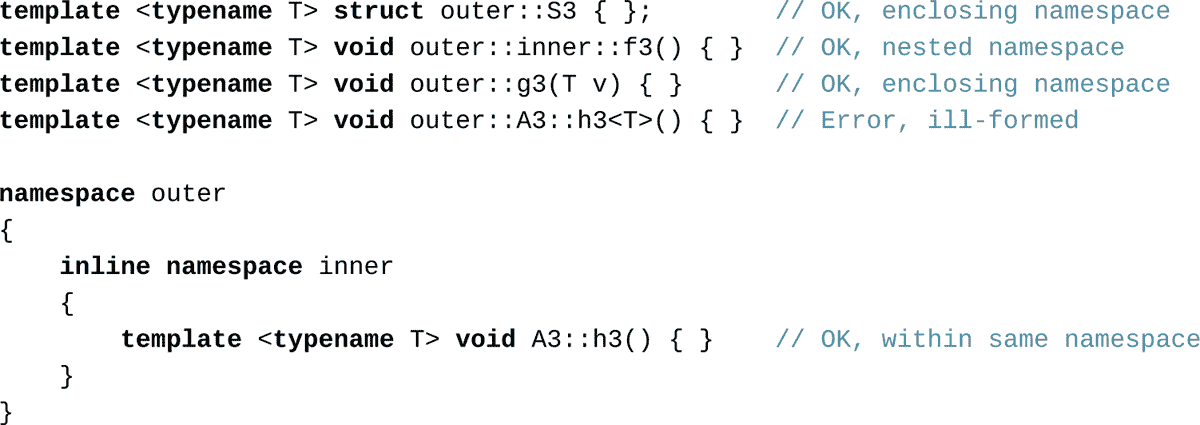 template <typename T> struct outer::S3 { };        // OK, enclosing namespace
template <typename T> void outer::inner::f3() { }  // OK, nested namespace
template <typename T> void outer::g3(T v) { }      // OK, enclosing namespace
template <typename T> void outer::A3::h3<T>() { }  // Error, ill-formed
namespace outer
{
    inline namespace inner
    {
        template <typename T> void A3::h3() { }    // OK, within same namespace
    }
}